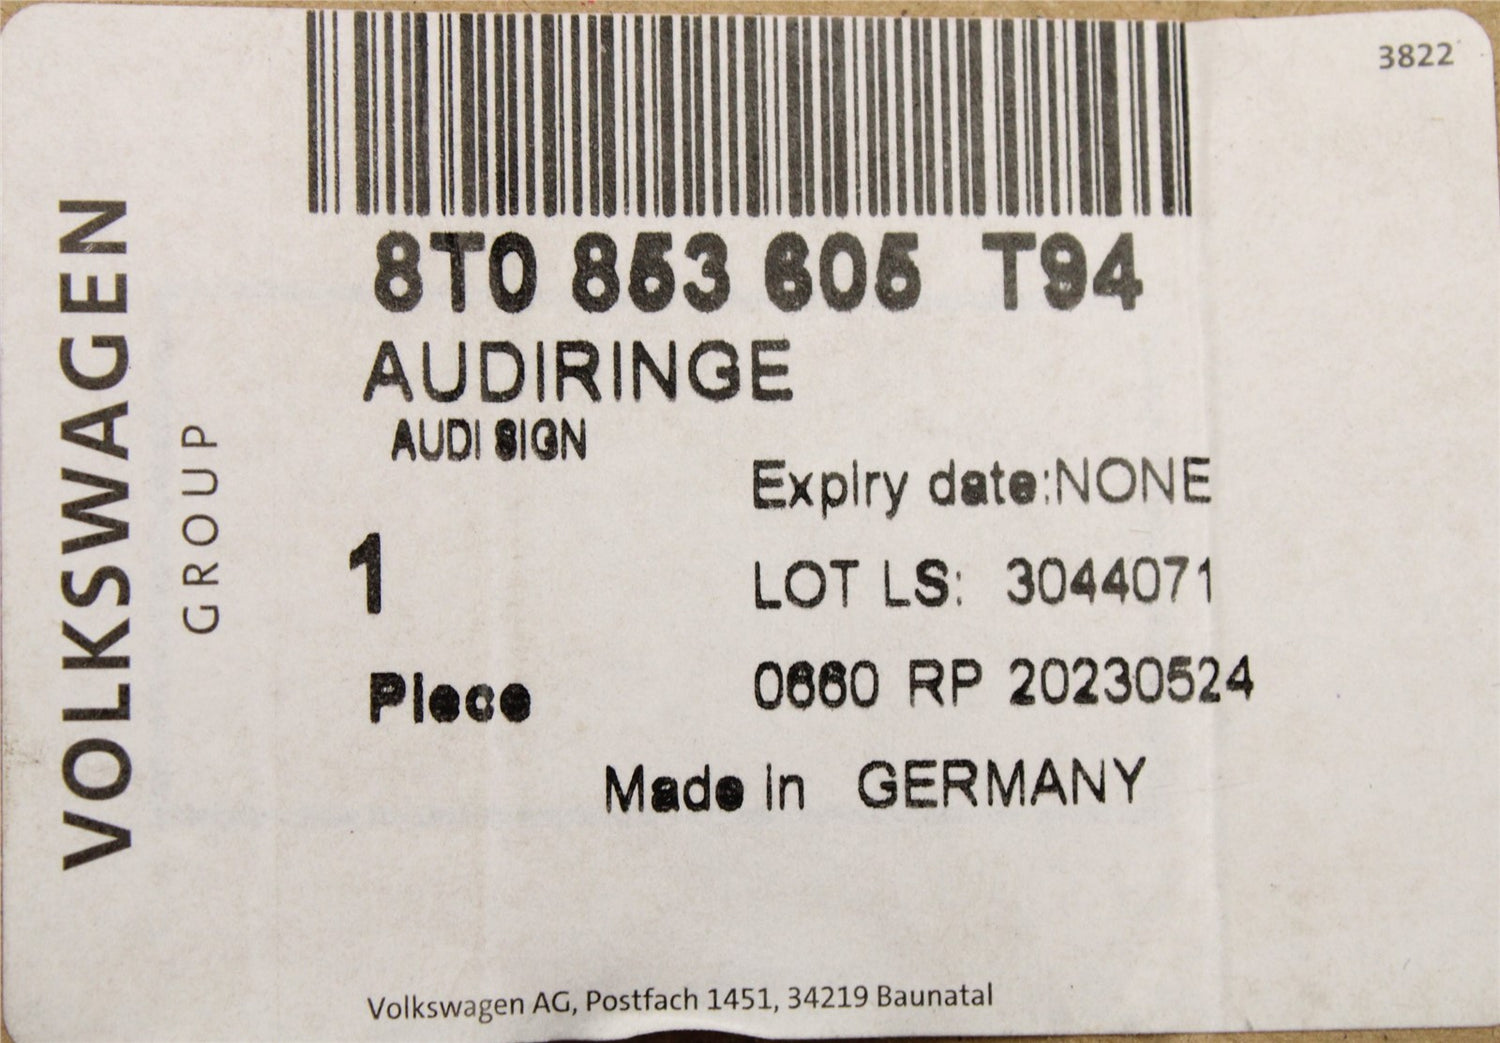 3822
VOLKSWAGEN
GROUP
8T0 853 605 T94
AUDIRINGE
AUDI SIGN
Expiry date:NONE
1
LOT LS: 3044071
Piece
0660 RP 20230524
Made in GERMANY
Volkswagen AG, Postfach 1451, 34219 Baunatal